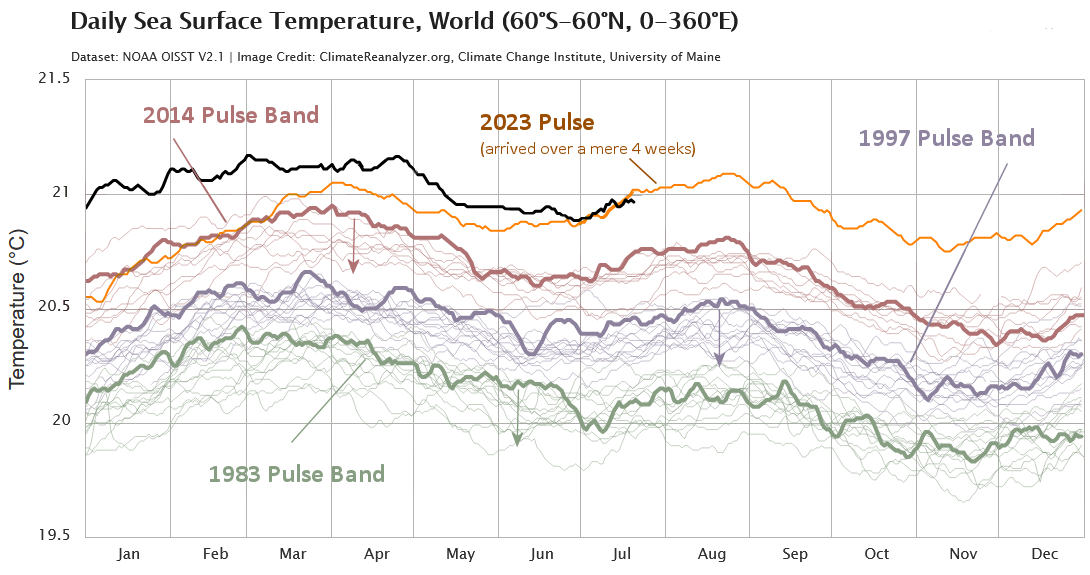 Daily Sea Surface Temperature, World (60°S–60°N, 0–360°E)
Dataset: NOAA OISST V2.1 | Image Credit: ClimateReanalyzer.org, Climate Change Institute, University of Maine
21.5
2014 Pulse Band
2023 Pulse
(arrived over a mere 4 weeks)
1997 Pulse Band
21
Temperature (°C)
20.5
20
1983 Pulse Band
19.5
Jan Feb Mar Apr May Jun Jul Aug Sep Oct Nov Dec